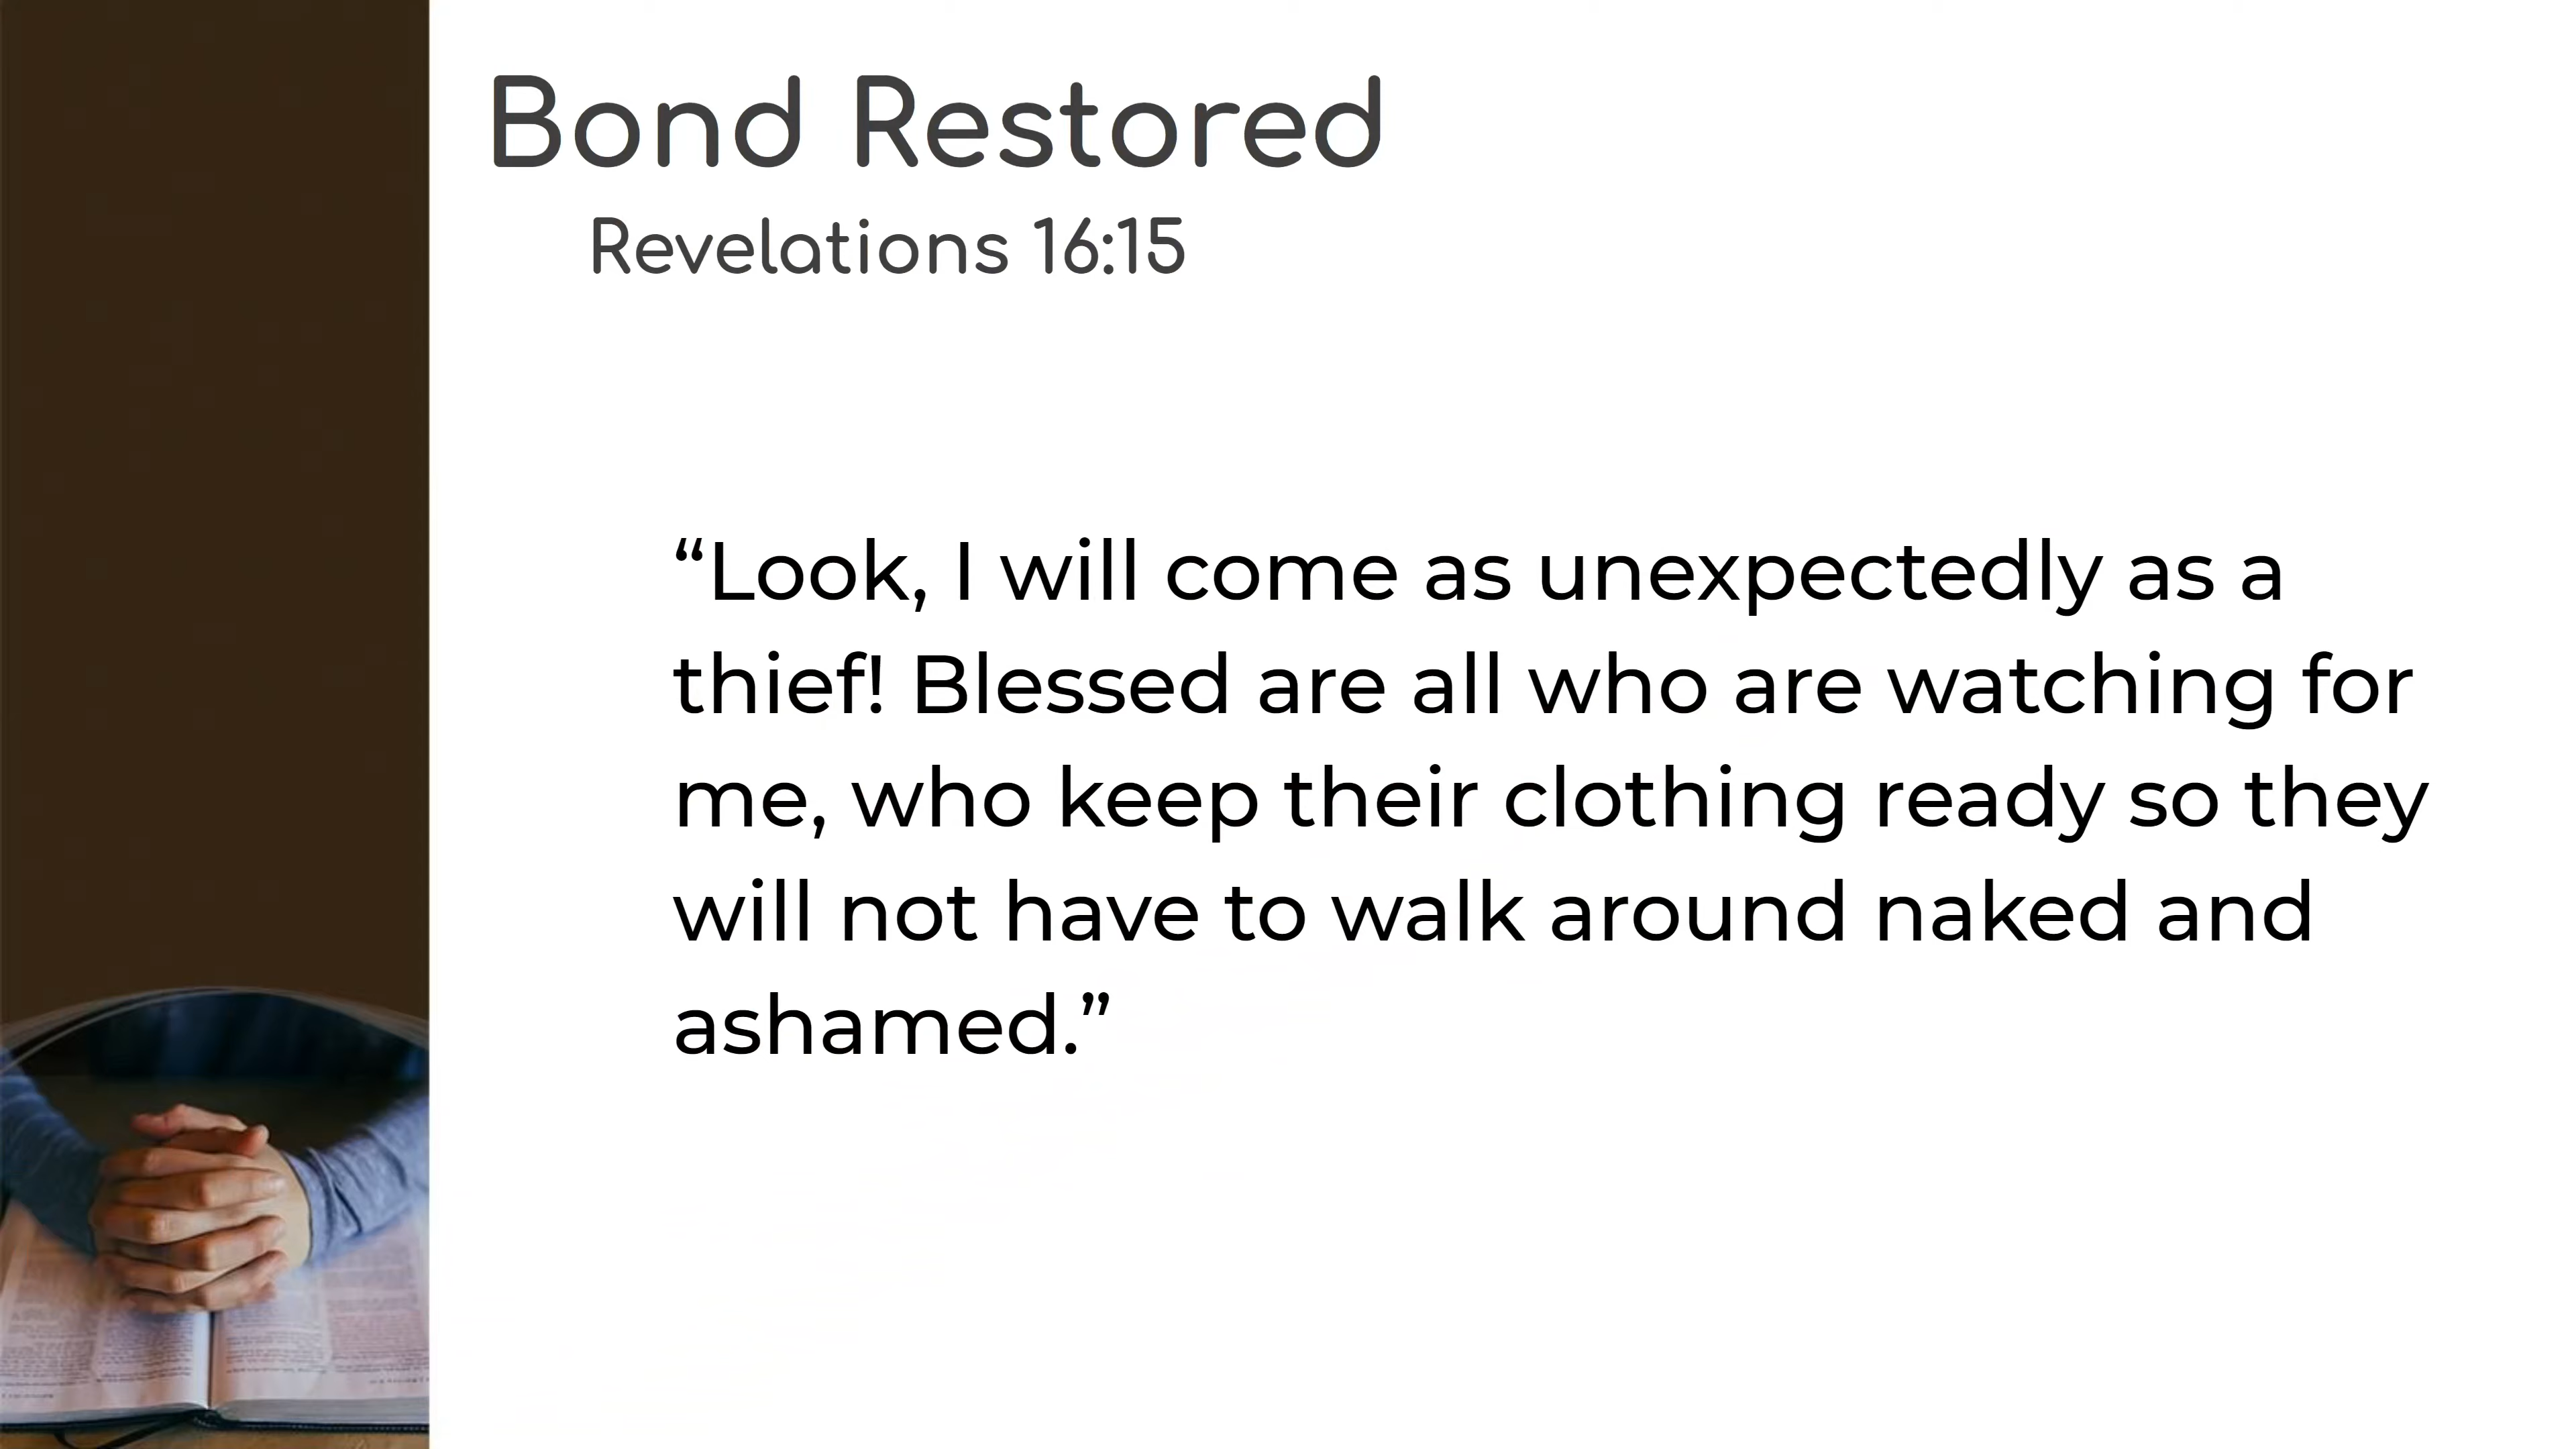 Bond Restored
Revelations 16:15
“Look, I will come as unexpectedly as a
thief! Blessed are all who are watching for
me, who keep their clothing ready so they
will not have to walk around naked and
ashamed.”